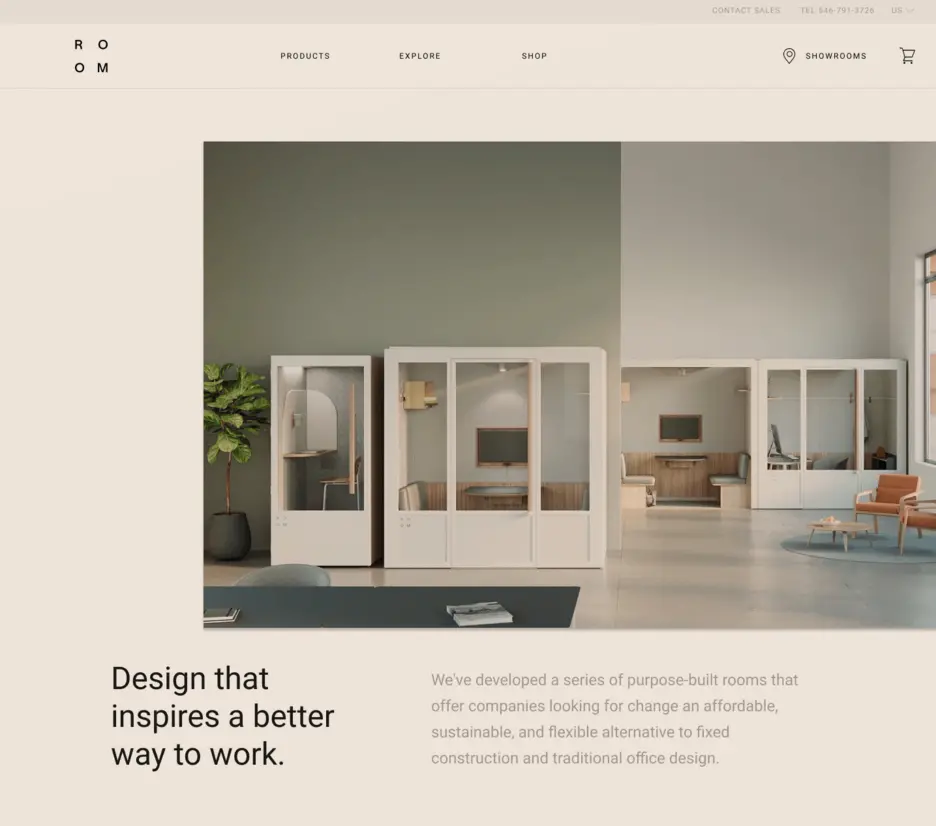 CONTACT SALES TEL 546-791-3726 US
R O
O M
PRODUCTS EXPLORE SHOP SHOWROOMS
Design that
inspires a better
way to work.
We've developed a series of purpose-built rooms that
offer companies looking for change an affordable,
sustainable, and flexible alternative to fixed
construction and traditional office design.